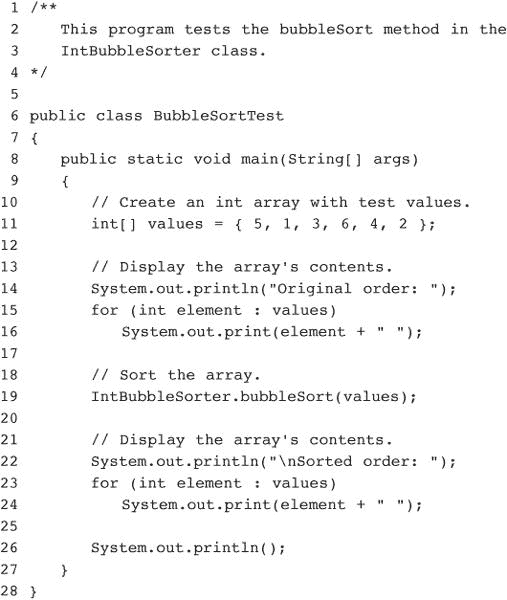 1 /**
2    This program tests the bubbleSort method in the
3    IntBubbleSorter class.
4 */
5
6 public class BubbleSortTest
7 {
8    public static void main(String[] args)
9    {
10       // Create an int array with test values.
11       int[] values = { 5, 1, 3, 6, 4, 2 };
12
13       // Display the array's contents.
14       System.out.println("Original order: ");
15       for (int element : values)
16          System.out.print(element + " ");
17
18       // Sort the array.
19       IntBubbleSorter.bubbleSort(values);
20
21       // Display the array's contents.
22       System.out.println("\nSorted order: ");
23       for (int element : values)
24          System.out.print(element + " ");
25
26       System.out.println();
27    }
28 }